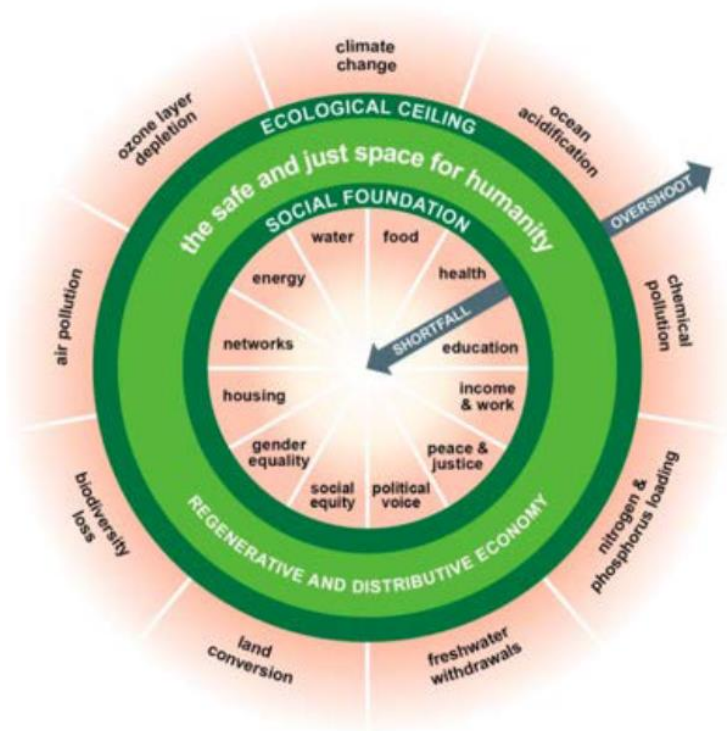 climate
change
ocean
acidification
chemical
pollution
nitrogen &
phosphorus loading
freshwater
withdrawals
land
conversion
biodiversity
loss
air pollution
ozone layer
depletion
ECOLOGICAL CEILING
the safe and just space for humanity
SOCIAL FOUNDATION
OVERSHOOT
SHORTFALL
water
food
health
education
income
& work
peace &
justice
political
voice
social
equity
gender
equality
housing
networks
energy
REGENERATIVE AND DISTRIBUTIVE ECONOMY